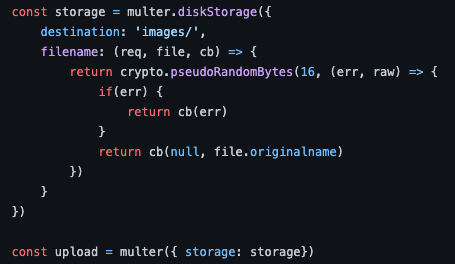 const storage = multer.diskStorage({
    destination: 'images/',
    filename: (req, file, cb) => {
        return crypto.pseudoRandomBytes(16, (err, raw) => {
            if(err) {
                return cb(err)
            }
            return cb(null, file.originalname)
        })
    }
})

const upload = multer({ storage: storage})